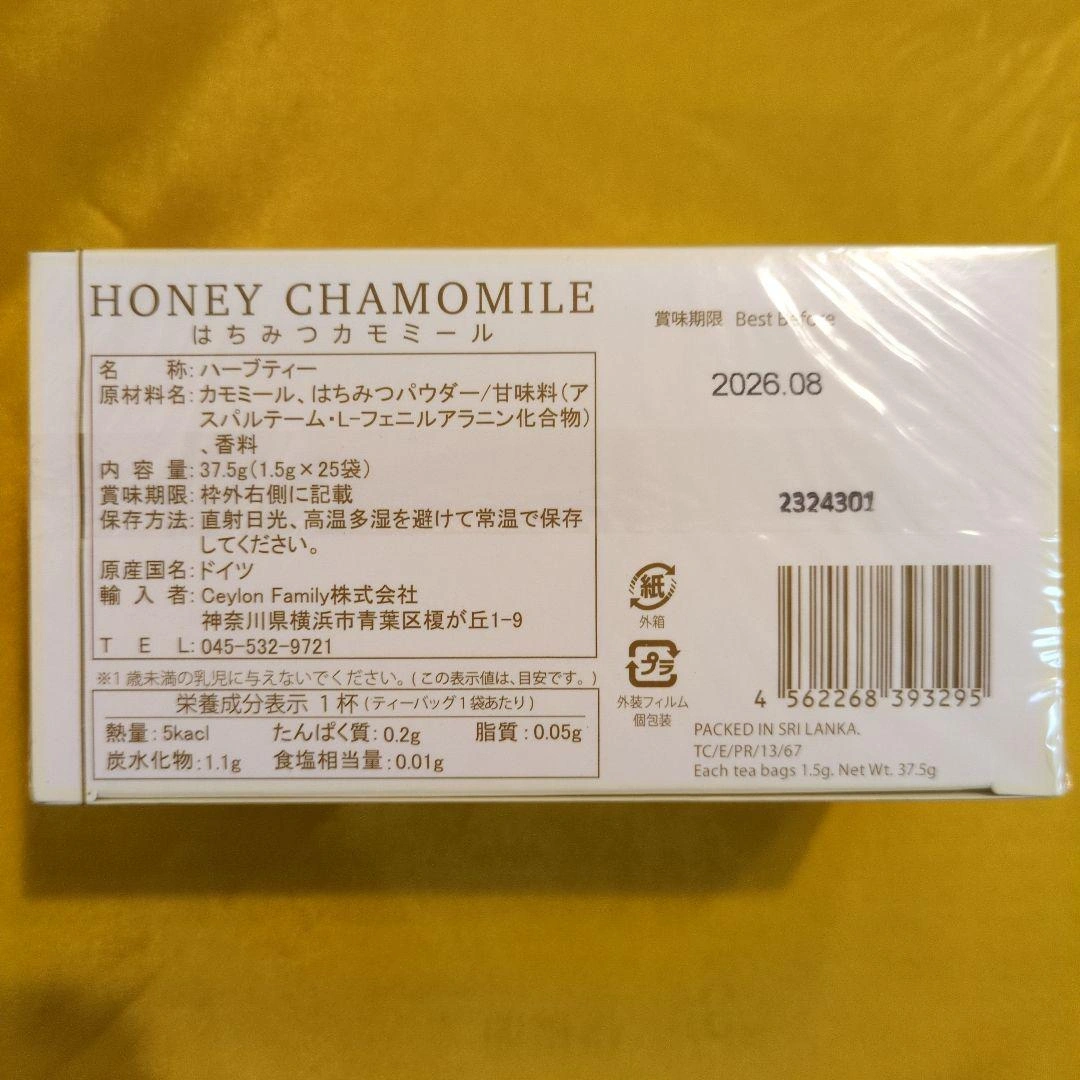 HONEY CHAMOMILE
はちみつカモミール
名 称:ハーブティー
原材料名:カモミール、はちみつパウダー/甘味料(ア
スパルテーム・L-フェニルアラニン化合物)
、香料
内容量:37.5g(1.5g×25袋)
賞味期限:枠外右側に記載
保存方法:直射日光、高温多湿を避けて常温で保存
してください。
原産国名:ドイツ
輸入者:Ceylon Family株式会社
神奈川県横浜市青葉区榎が丘1-9
T E L:045-532-9721
※1歳未満の乳児に与えないでください。(この表示値は、目安です。)
栄養成分表示 1杯(ティーバッグ1袋あたり)
熱量:5kacl たんぱく質:0.2g 脂質:0.05g
炭水化物:1.1g 食塩相当量:0.01g
賞味期限 Best Before
2026.08
2324301
紙
外箱
プラ
外装フィルム
個包装
4 562268 393295
PACKED IN SRI LANKA.
TC/E/PR/13/67
Each tea bags 1.5g. Net Wt. 37.5g